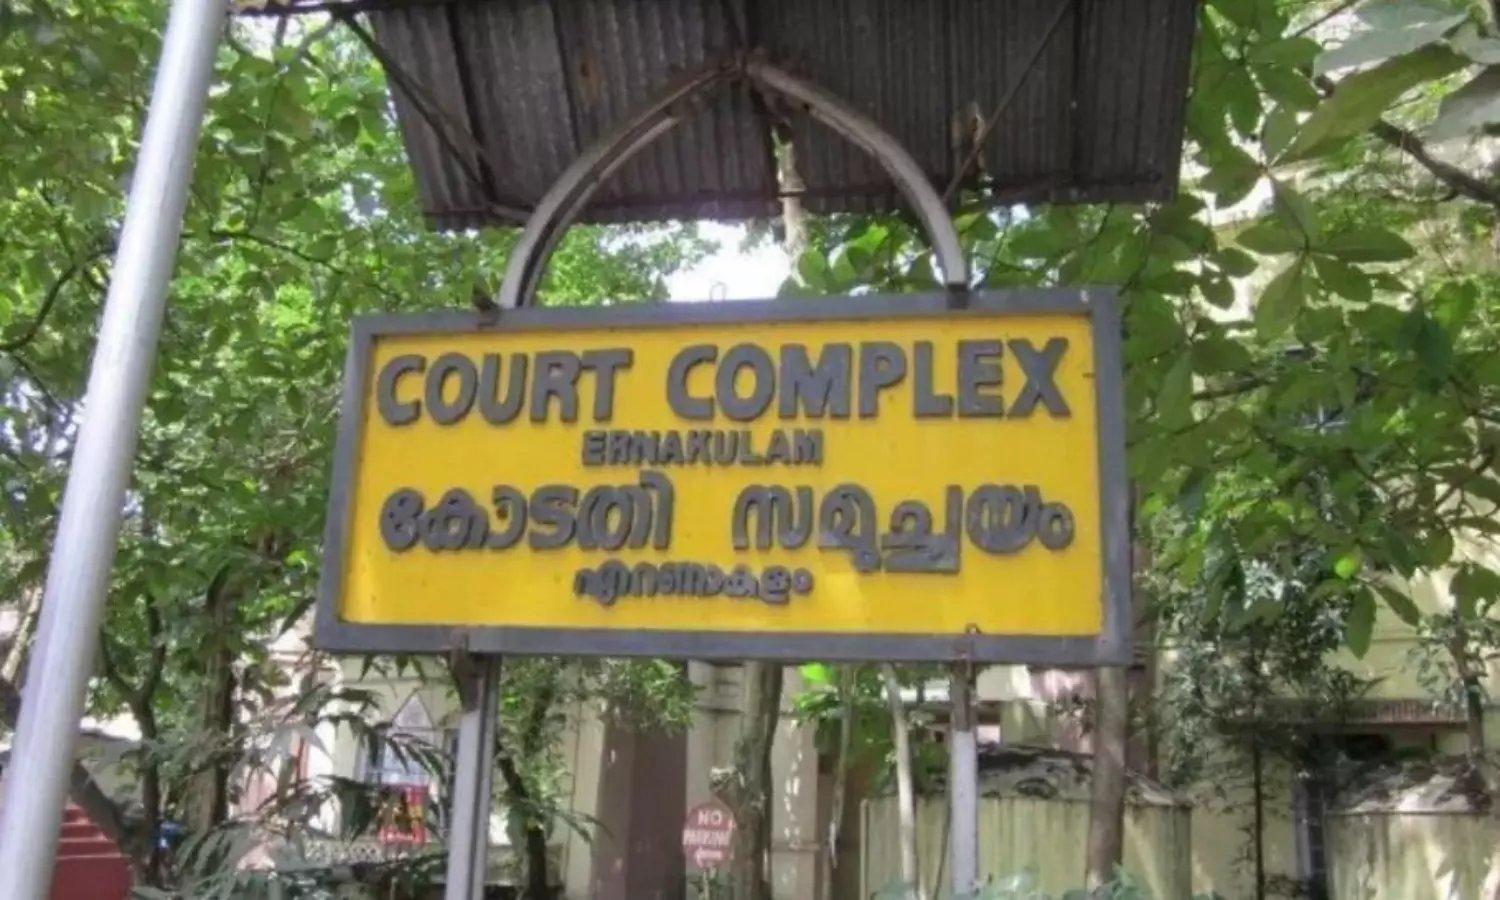 COURT COMPLEX
ERNAKULAM
കോടതി സമുച്ചയം
എറണാകുളം
NO
PARKING